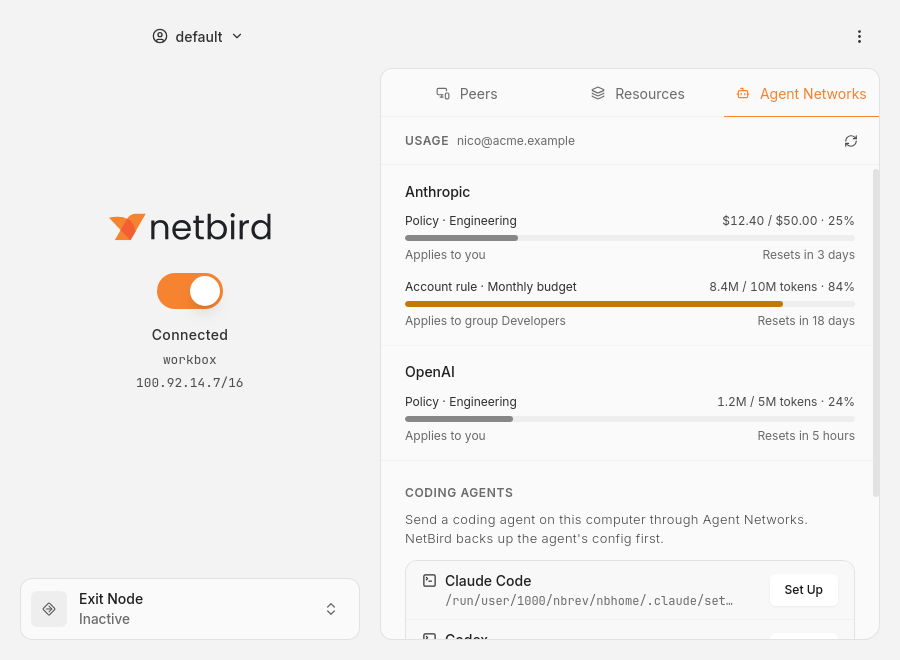 default
Peers
Resources
Agent Networks
USAGE nico@acme.example
Anthropic
Policy · Engineering $12.40 / $50.00 · 25%
Applies to you Resets in 3 days
Account rule · Monthly budget 8.4M / 10M tokens · 84%
Applies to group Developers Resets in 18 days
OpenAI
Policy · Engineering 1.2M / 5M tokens · 24%
Applies to you Resets in 5 hours
CODING AGENTS
Send a coding agent on this computer through Agent Networks.
NetBird backs up the agent's config first.
Claude Code
/run/user/1000/nbrev/nbhome/.claude/set…
Set Up
Codex
netbird
Connected
workbox
100.92.14.7/16
Exit Node
Inactive